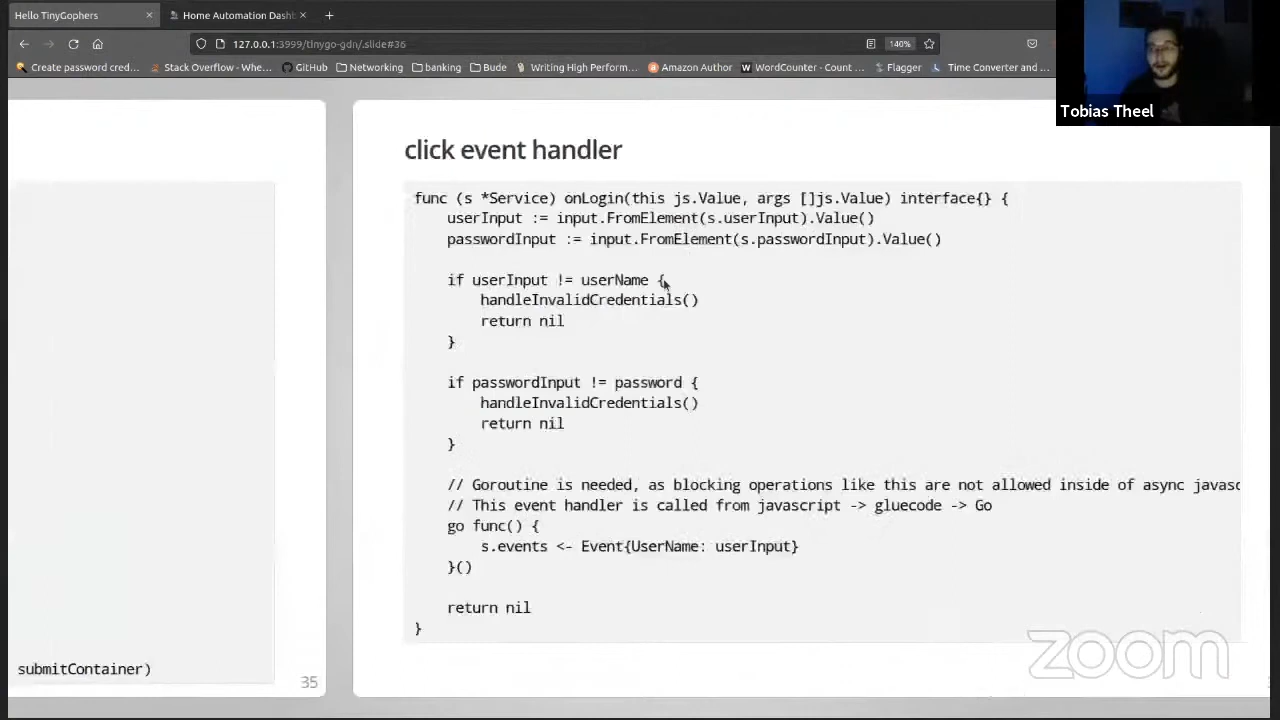 Hello TinyGophers
Home Automation Dashb
127.0.0.1:3999/tinygo-gdn/.slide#36
140%
Create password cred…
Stack Overflow - Whe…
GitHub
Networking
banking
Bude
Writing High Perform…
Amazon Author
WordCounter - Count …
Flagger
Time Converter and …
Tobias Theel
submitContainer)
35
click event handler
func (s *Service) onLogin(this js.Value, args []js.Value) interface{} {
userInput := input.FromElement(s.userInput).Value()
passwordInput := input.FromElement(s.passwordInput).Value()
if userInput != userName {
handleInvalidCredentials()
return nil
}
if passwordInput != password {
handleInvalidCredentials()
return nil
}
// Goroutine is needed, as blocking operations like this are not allowed inside of async javasc
// This event handler is called from javascript -> gluecode -> Go
go func() {
s.events <- Event{UserName: userInput}
}()
return nil
}
zoom